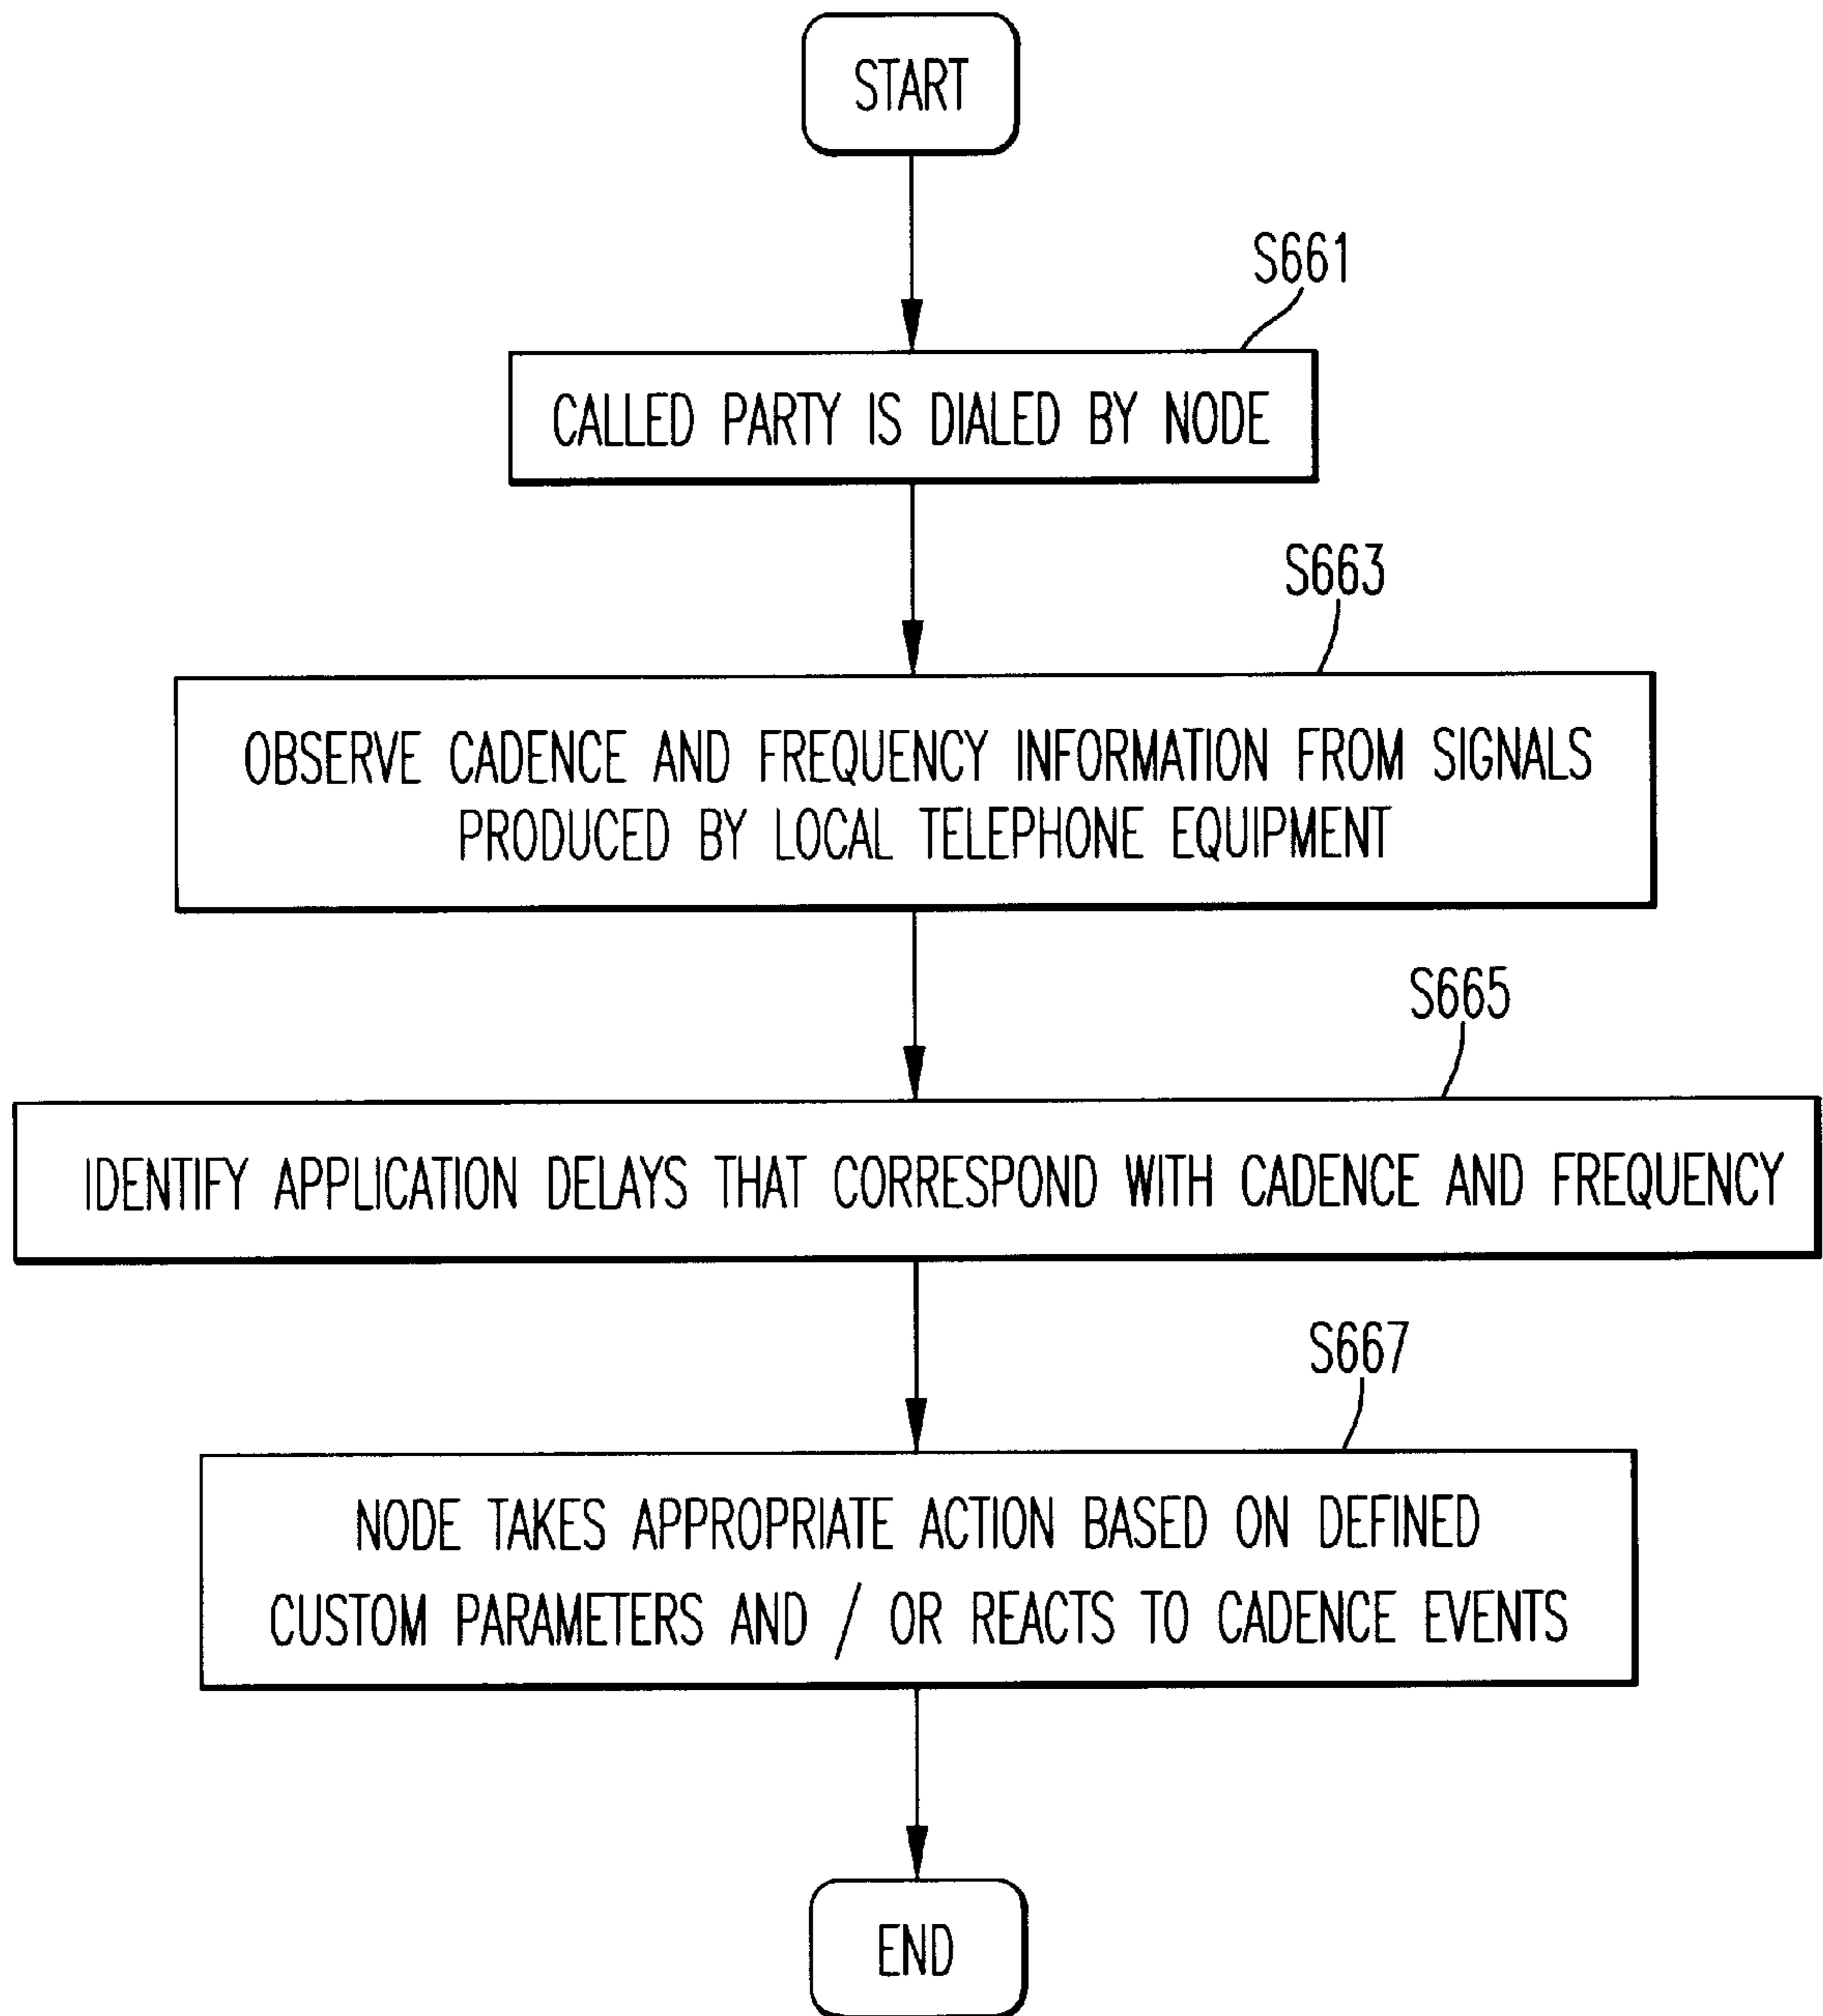 START
S661
CALLED PARTY IS DIALED BY NODE
S663
OBSERVE CADENCE AND FREQUENCY INFORMATION FROM SIGNALS
PRODUCED BY LOCAL TELEPHONE EQUIPMENT
S665
IDENTIFY APPLICATION DELAYS THAT CORRESPOND WITH CADENCE AND FREQUENCY
S667
NODE TAKES APPROPRIATE ACTION BASED ON DEFINED
CUSTOM PARAMETERS AND / OR REACTS TO CADENCE EVENTS
END